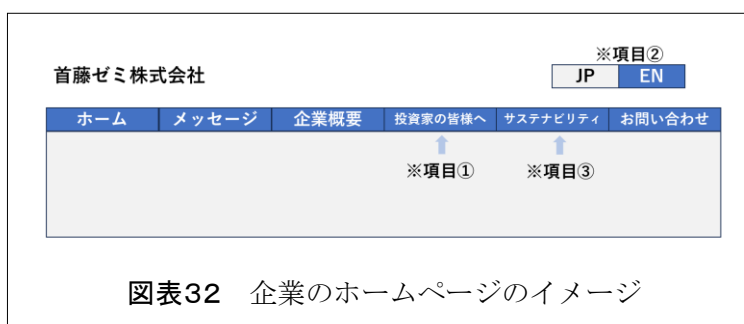 ※項目②
首藤ゼミ株式会社
JP EN
ホーム メッセージ 企業概要 投資家の皆様へ サステナビリティ お問い合わせ
※項目① ※項目③
図表32 企業のホームページのイメージ